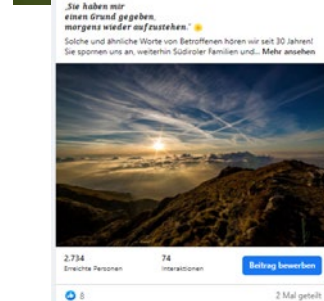 „Sie haben mir
einen Grund gegeben,
morgens wieder aufzustehen."
Solche und ähnliche Worte von Betroffenen hören wir seit 30 Jahren!
Sie spornen uns an, weiterhin Südtiroler Familien und... Mehr ansehen
2.734
74
Erreichte Personen
Interaktionen
Beitrag bewerben
8
2 Mal geteilt